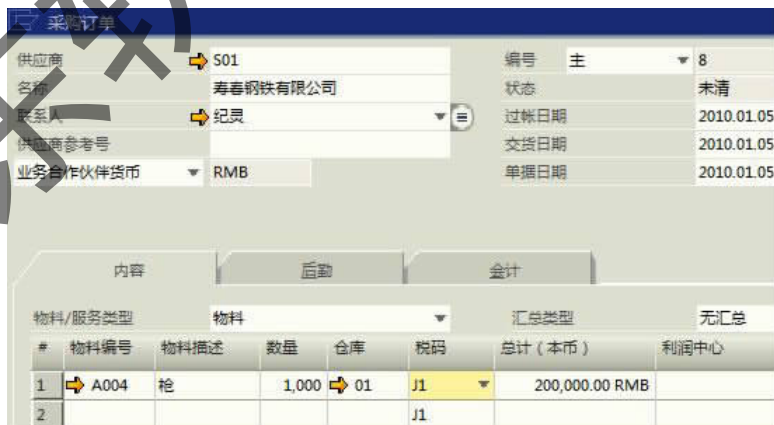 采购订单
供应商 S01 编号 主 8
名称 寿春钢铁有限公司 状态 未清
联系人 纪灵 过帐日期 2010.01.05
供应商参考号 交货日期 2010.01.05
业务合作伙伴货币 RMB 单据日期 2010.01.05
内容 后勤 会计
物料/服务类型 物料 汇总类型 无汇总
# 物料编号 物料描述 数量 仓库 税码 总计（本币） 利润中心
1 A004 枪 1,000 01 J1 200,000.00 RMB
2 J1